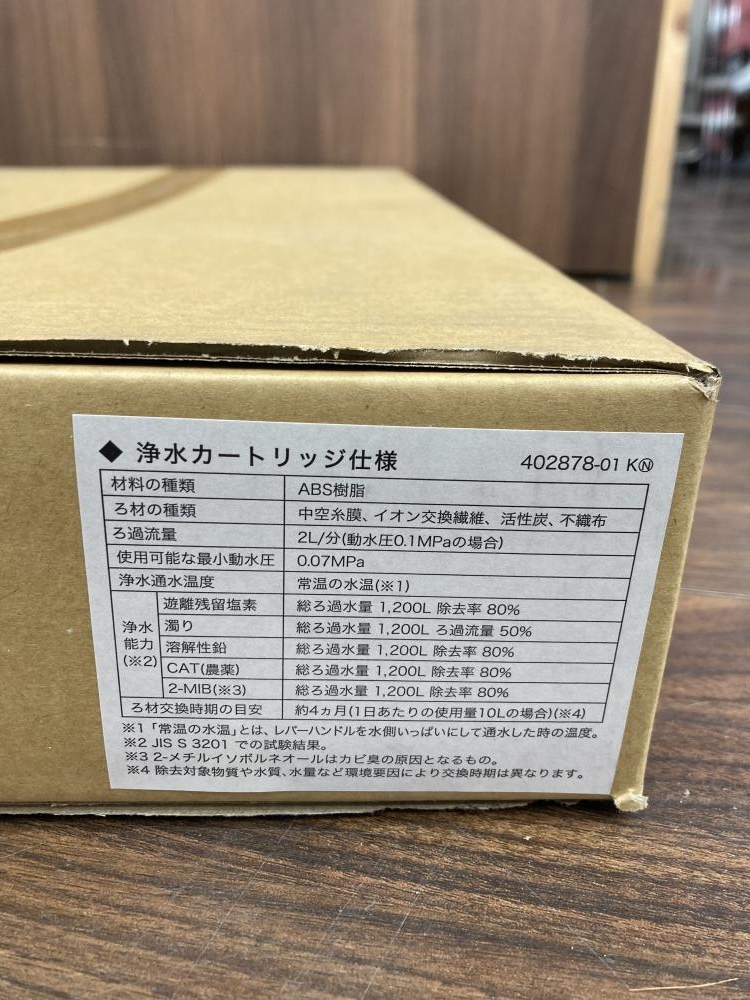 ◆ 浄水カートリッジ仕様 402878-01 KⓃ
材料の種類 ABS樹脂
ろ材の種類 中空糸膜、イオン交換繊維、活性炭、不織布
ろ過流量 2L/分(動水圧0.1MPaの場合)
使用可能な最小動水圧 0.07MPa
浄水通水温度 常温の水温(※1)
浄水能力(※2) 遊離残留塩素 総ろ過水量 1,200L 除去率 80%
濁り 総ろ過水量 1,200L ろ過流量 50%
溶解性鉛 総ろ過水量 1,200L 除去率 80%
CAT(農薬) 総ろ過水量 1,200L 除去率 80%
2-MIB(※3) 総ろ過水量 1,200L 除去率 80%
ろ材交換時期の目安 約4ヵ月(1日あたりの使用量10Lの場合)(※4)
※1「常温の水温」とは、レバーハンドルを水側いっぱいにして通水した時の温度。
※2 JIS S 3201 での試験結果。
※3 2-メチルイソボルネオールはカビ臭の原因となるもの。
※4 除去対象物質や水質、水量など環境要因により交換時期は異なります。